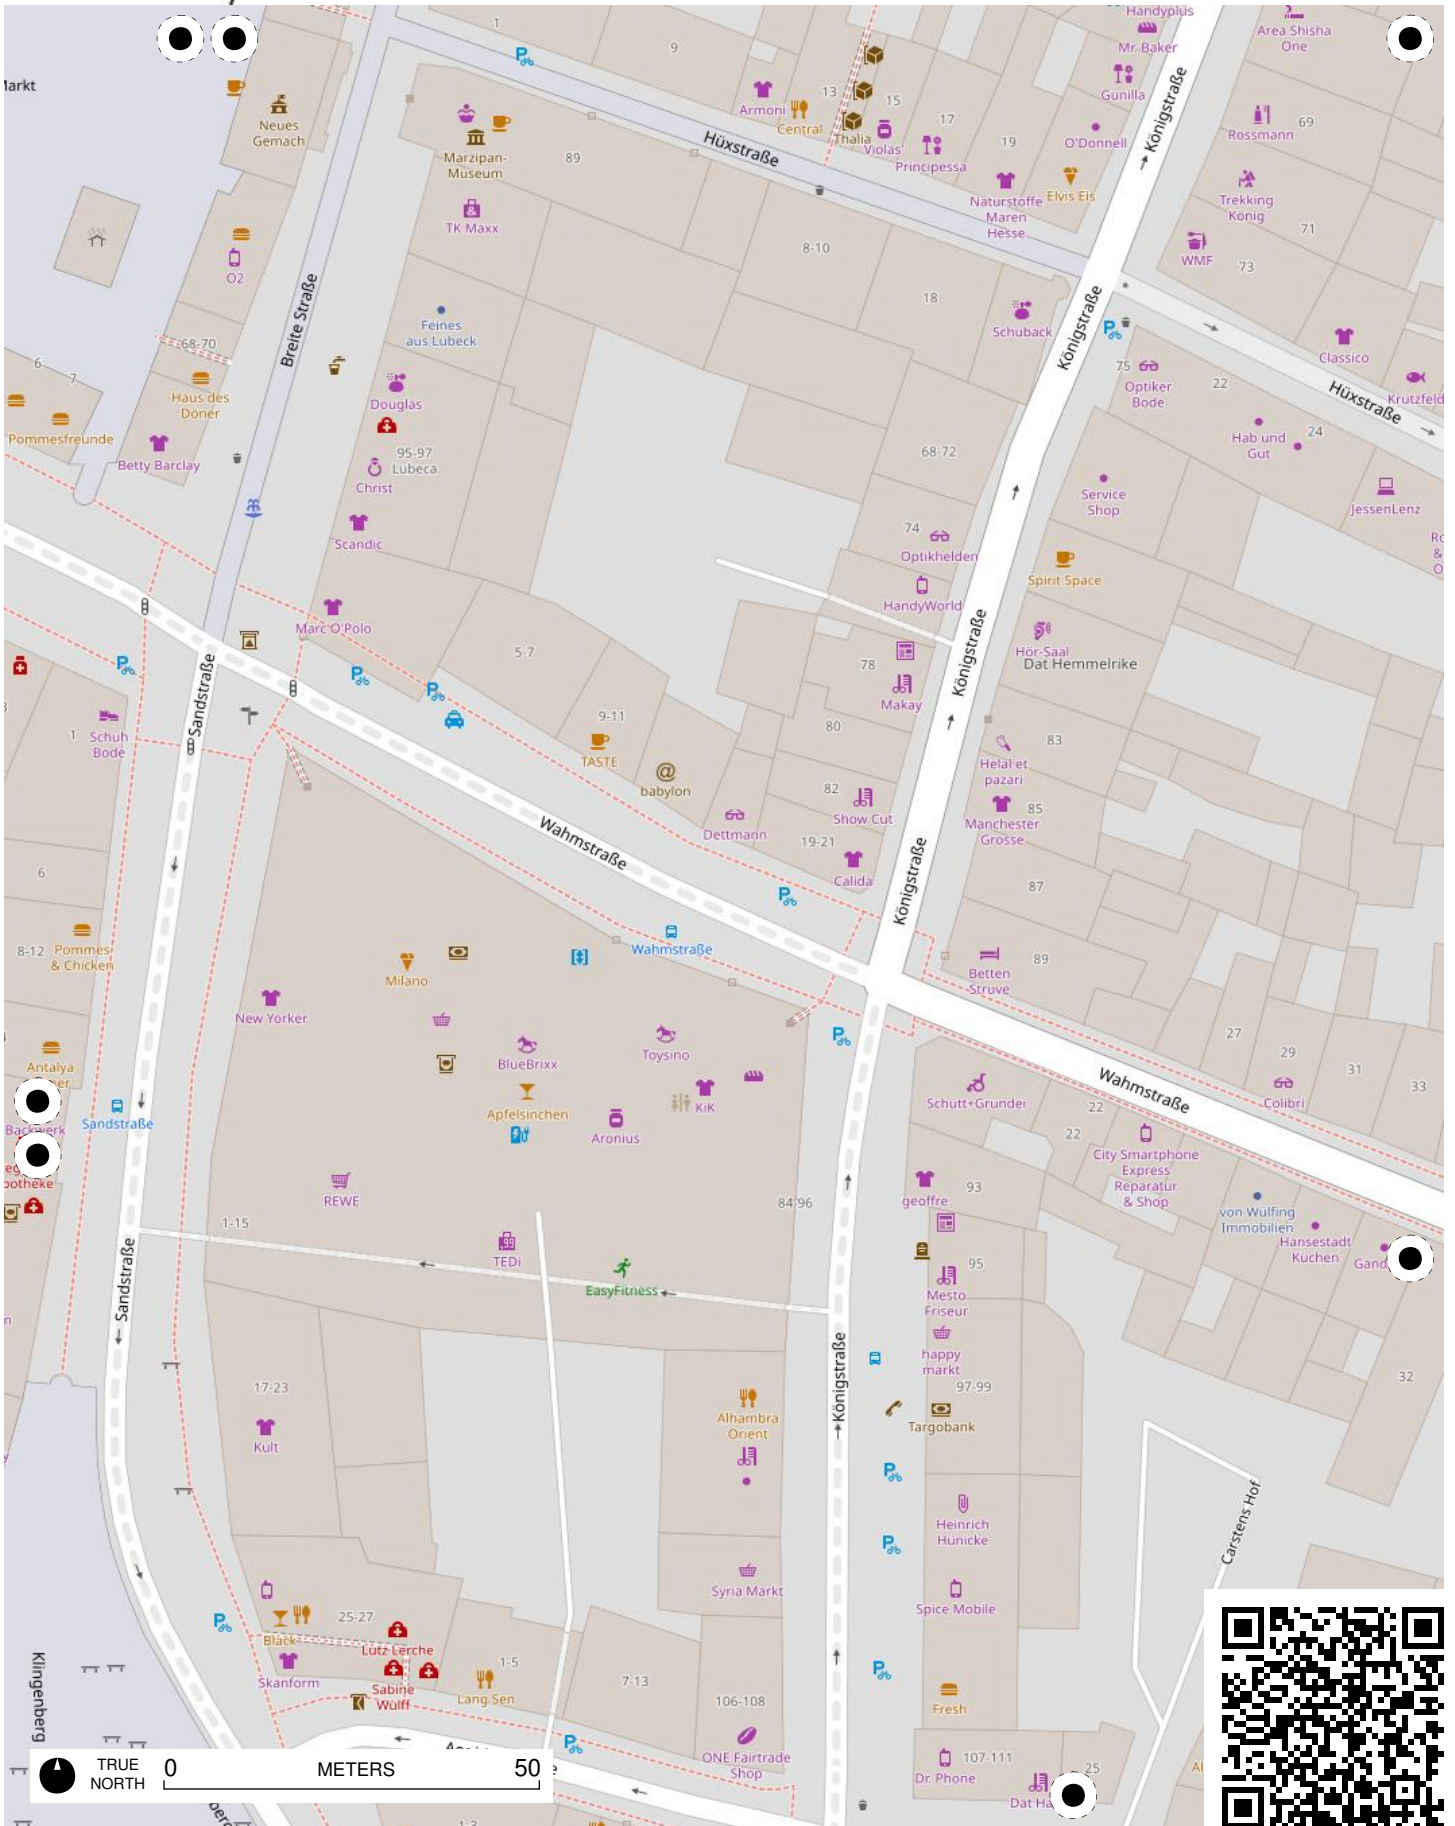 Handyplus
Area Shisha
One
1
9
Mr. Baker
Markt
Gunilla
Armoni
13
15
Central
Thalia
Violas'
17
Principessa
19
O'Donnell
Königstraße
Rossmann
69
Neues
Gemach
Marzipan-
Museum
89
Hüxstraße
Naturstoffe
Maren
Hesse
Elvis Eis
Trekking
König
71
TK Maxx
8-10
WMF
73
O2
18
Schuback
Breite Straße
Feines
aus Lübeck
Königstraße
68-70
6
7
Haus des
Döner
Douglas
75
Optiker
Bode
22
Classico
Krutzfeld
Hüxstraße
Pommesfreunde
Betty Barclay
95-97
Lubeca
68-72
Hab und
Gut
24
Christ
Service
Shop
JessenLenz
Scandic
74
Optikhelden
Spirit Space
HandyWorld
Marc O'Polo
5-7
Königstraße
Hör-Saal
Dat Hemmelrike
78
Makay
Sandstraße
1
Schuh
Bode
9-11
TASTE
80
83
Helal et
pazari
babylon
82
Show Cut
85
Manchester
Grosse
Dettmann
19-21
Wahmstraße
Calida
87
6
Königstraße
8-12
Pommes
& Chicken
Wahmstraße
Milano
Betten
Struve
89
New Yorker
27
29
31
33
BlueBrixx
Toysino
Antalya
Wahmstraße
Schütt+Grundei
Colibri
22
KiK
Apfelsinchen
Sandstraße
Backwerk
Aronius
22
City Smartphone
Express
Reparatur
& Shop
REWE
84-96
geoffre
93
von Wülfing
Immobilien
1-15
Hansestadt
Küchen
TEDi
95
Sandstraße
EasyFitness
Mesto
Friseur
happy
markt
Königstraße
17-23
97-99
32
Kult
Alhambra
Orient
Targobank
Heinrich
Hünicke
Carstens Hof
Syria Markt
Spice Mobile
25-27
Black
Lutz Lerche
Klingenberg
Skanform
Sabine
Wulff
1-5
Lang Sen
7-13
106-108
Fresh
ONE Fairtrade
Shop
Dr. Phone
107-111
25
TRUE
NORTH
0
METERS
50
1-3